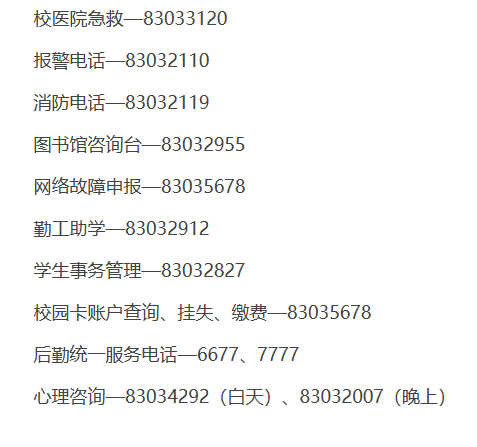 校医院急救—83033120
报警电话—83032110
消防电话—83032119
图书馆咨询台—83032955
网络故障申报—83035678
勤工助学—83032912
学生事务管理—83032827
校园卡账户查询、挂失、缴费—83035678
后勤统一服务电话—6677、7777
心理咨询—83034292（白天）、83032007（晚上）